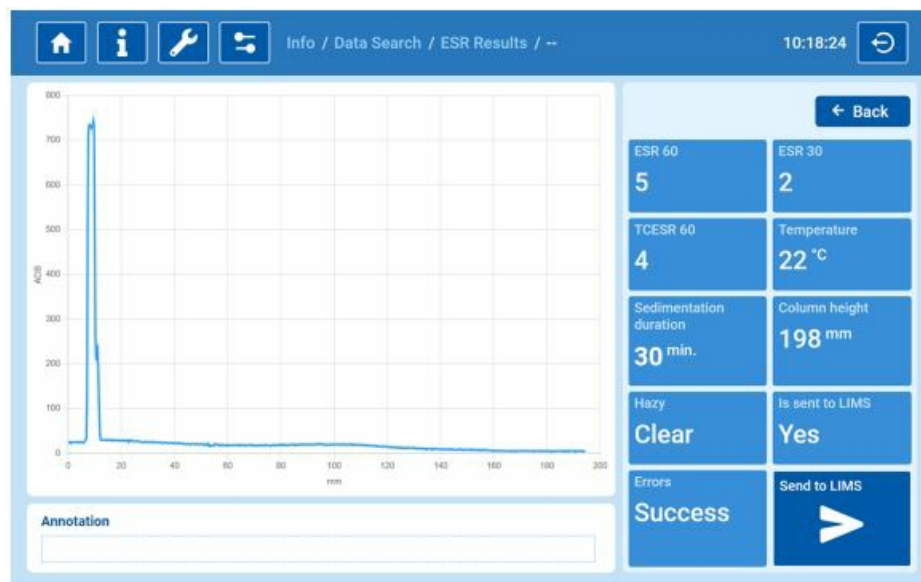 Info / Data Search / ESR Results / --
10:18:24
800
700
600
500
400
300
200
100
0
ADB
0 20 40 60 80 100 120 140 160 180 200
mm
Annotation
← Back
ESR 60
5
ESR 30
2
TCESR 60
4
Temperature
22 °C
Sedimentation
duration
30 min.
Column height
198 mm
Hazy
Clear
Is sent to LIMS
Yes
Errors
Success
Send to LIMS